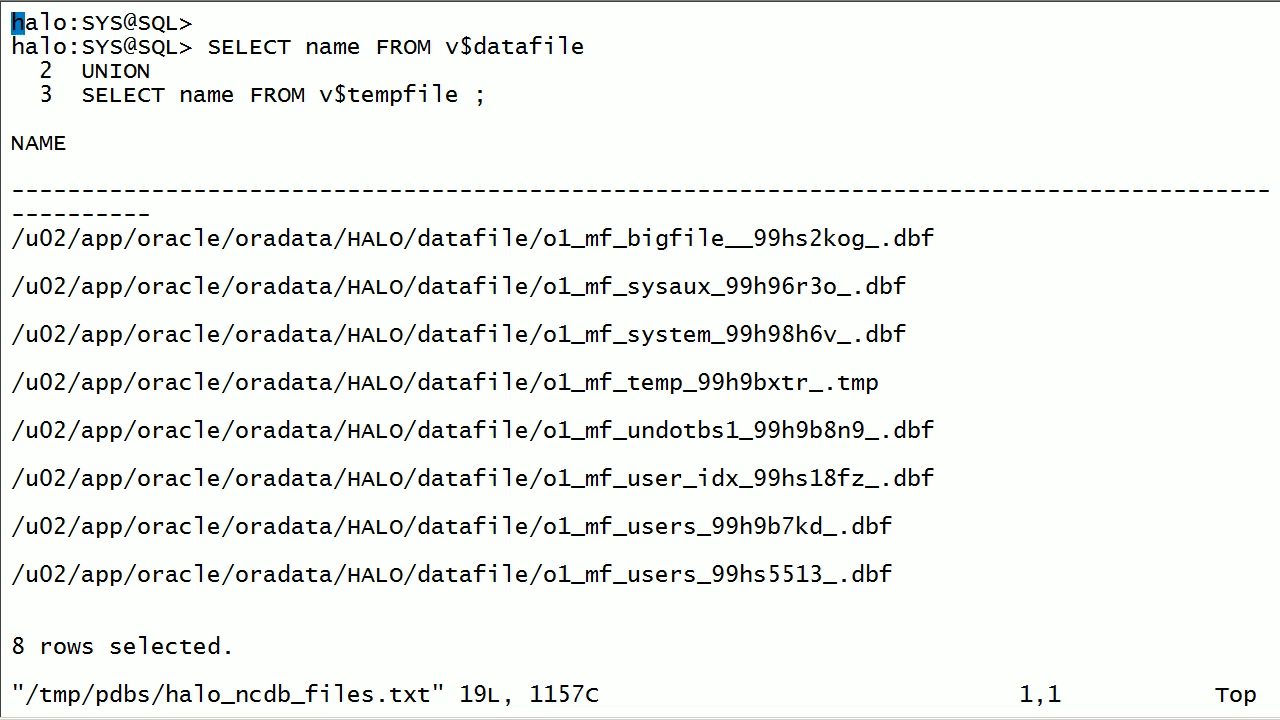 halo:SYS@SQL>
halo:SYS@SQL> SELECT name FROM v$datafile
2 UNION
3 SELECT name FROM v$tempfile ;
NAME
------------------------------------------------------------------------------------------
----------
/u02/app/oracle/oradata/HALO/datafile/o1_mf_bigfile__99hs2kog_.dbf
/u02/app/oracle/oradata/HALO/datafile/o1_mf_sysaux_99h96r3o_.dbf
/u02/app/oracle/oradata/HALO/datafile/o1_mf_system_99h98h6v_.dbf
/u02/app/oracle/oradata/HALO/datafile/o1_mf_temp_99h9bxtr_.tmp
/u02/app/oracle/oradata/HALO/datafile/o1_mf_undotbs1_99h9b8n9_.dbf
/u02/app/oracle/oradata/HALO/datafile/o1_mf_user_idx_99hs18fz_.dbf
/u02/app/oracle/oradata/HALO/datafile/o1_mf_users_99h9b7kd_.dbf
/u02/app/oracle/oradata/HALO/datafile/o1_mf_users_99hs5513_.dbf
8 rows selected.
"/tmp/pdbs/halo_ncdb_files.txt" 19L, 1157C 1,1 Top